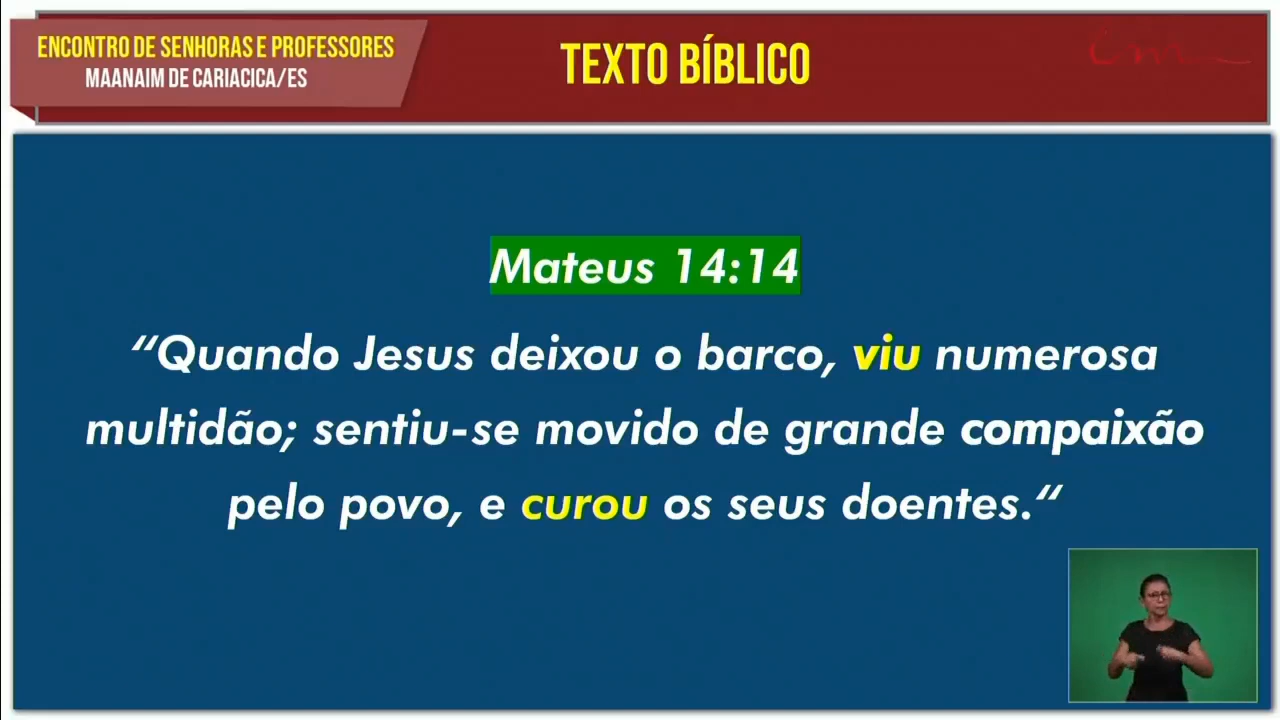 ENCONTRO DE SENHORAS E PROFESSORES
MAANAIM DE CARIACICA/ES
TEXTO BÍBLICO
Mateus 14:14
“Quando Jesus deixou o barco, viu numerosa
multidão; sentiu-se movido de grande compaixão
pelo povo, e curou os seus doentes.“